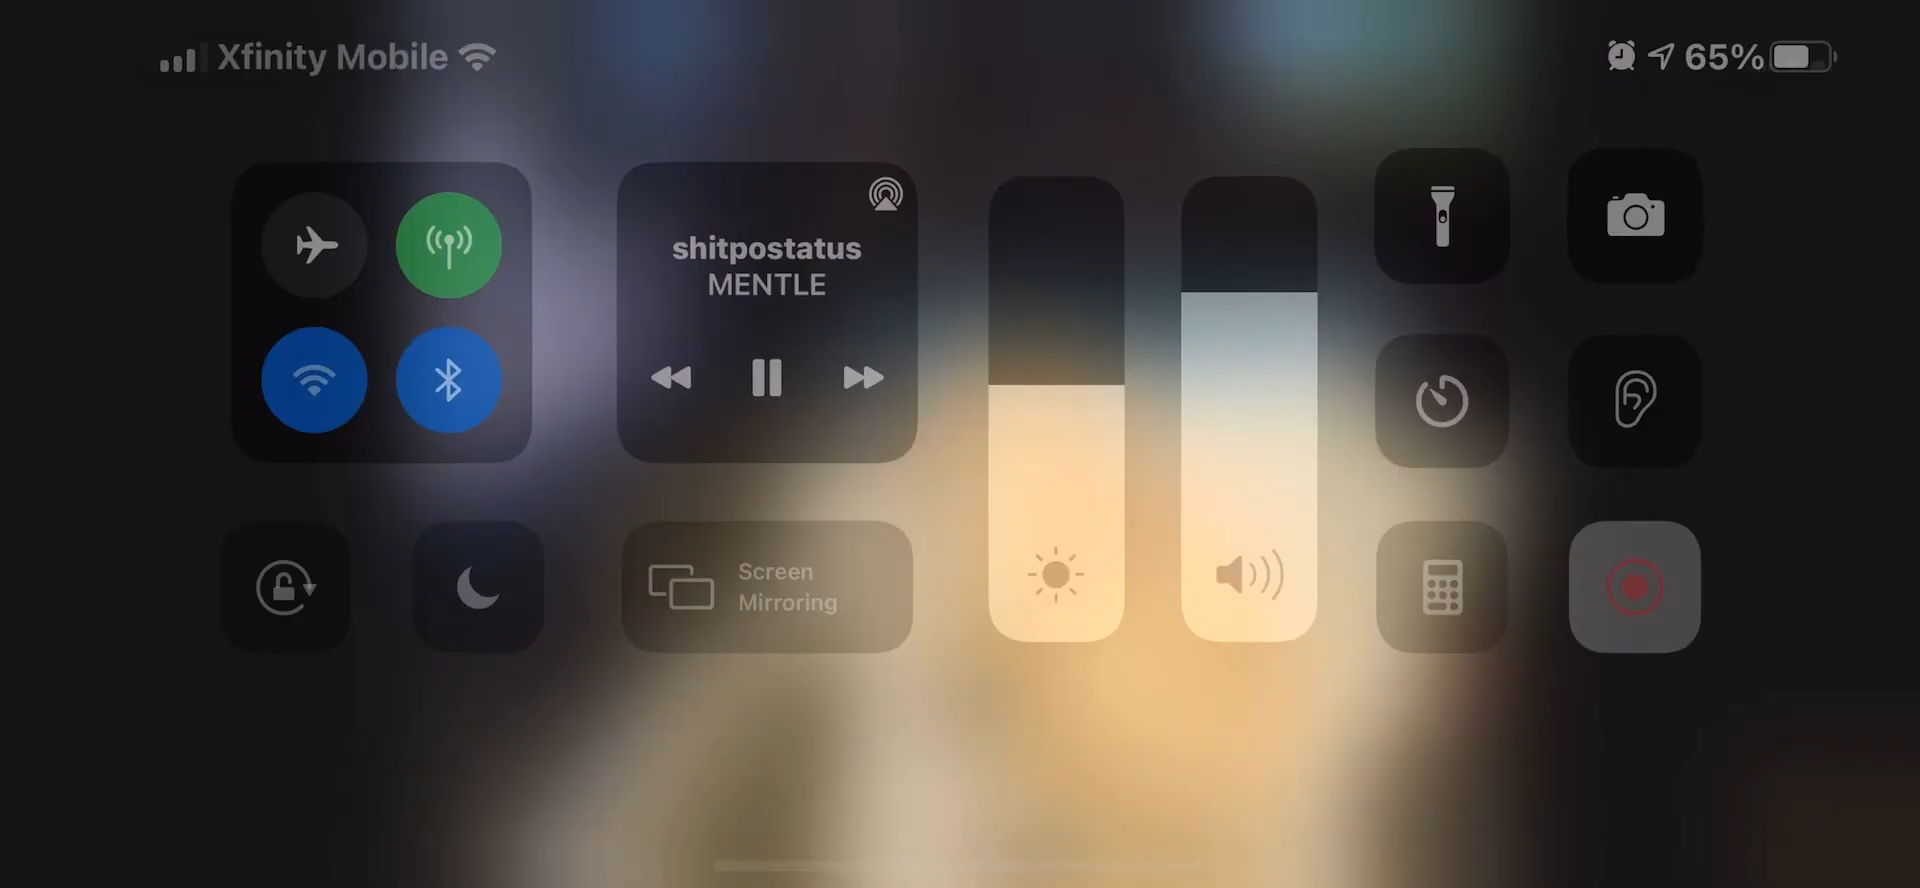 Xfinity Mobile
65%
shitpostatus
MENTLE
Screen
Mirroring